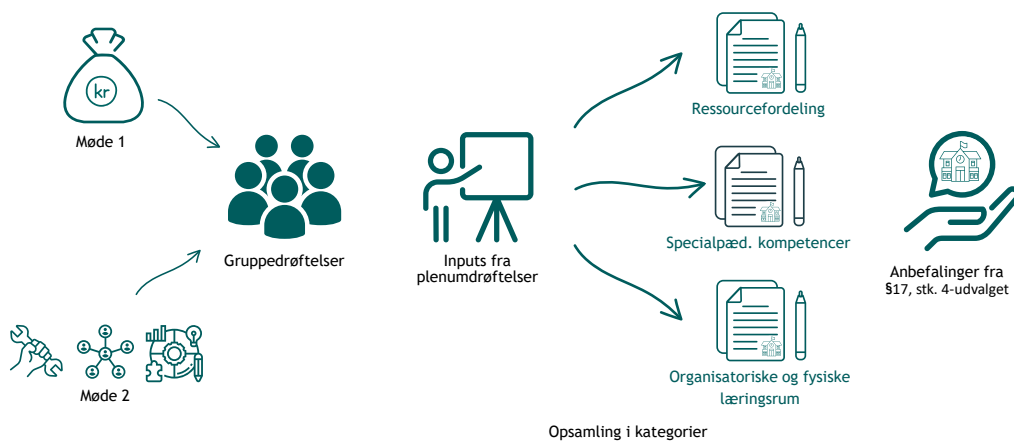 kr
Møde 1
Gruppedrøftelser
Møde 2
Inputs fra
plenumdrøftelser
Ressourcefordeling
Specialpæd. kompetencer
Organisatoriske og fysiske
læringsrum
Opsamling i kategorier
Anbefalinger fra
§17, stk. 4-udvalget